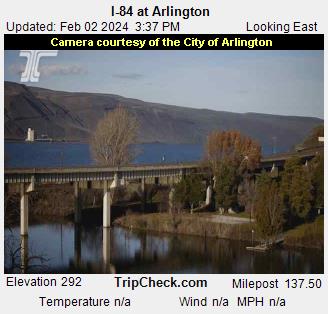 I-84 at Arlington
Updated: Feb 02 2024 3:37 PM Looking East
Camera courtesy of the City of Arlington
Elevation 292 TripCheck.com Milepost 137.50
Temperature n/a Wind n/a MPH n/a